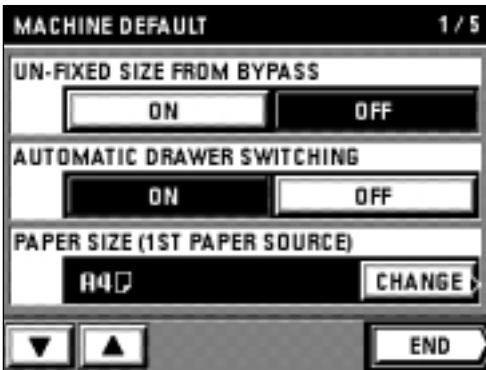 MACHINE DEFAULT 1/5
UN-FIXED SIZE FROM BYPASS
ON OFF
AUTOMATIC DRAWER SWITCHING
ON OFF
PAPER SIZE (1ST PAPER SOURCE)
A4 CHANGE
END